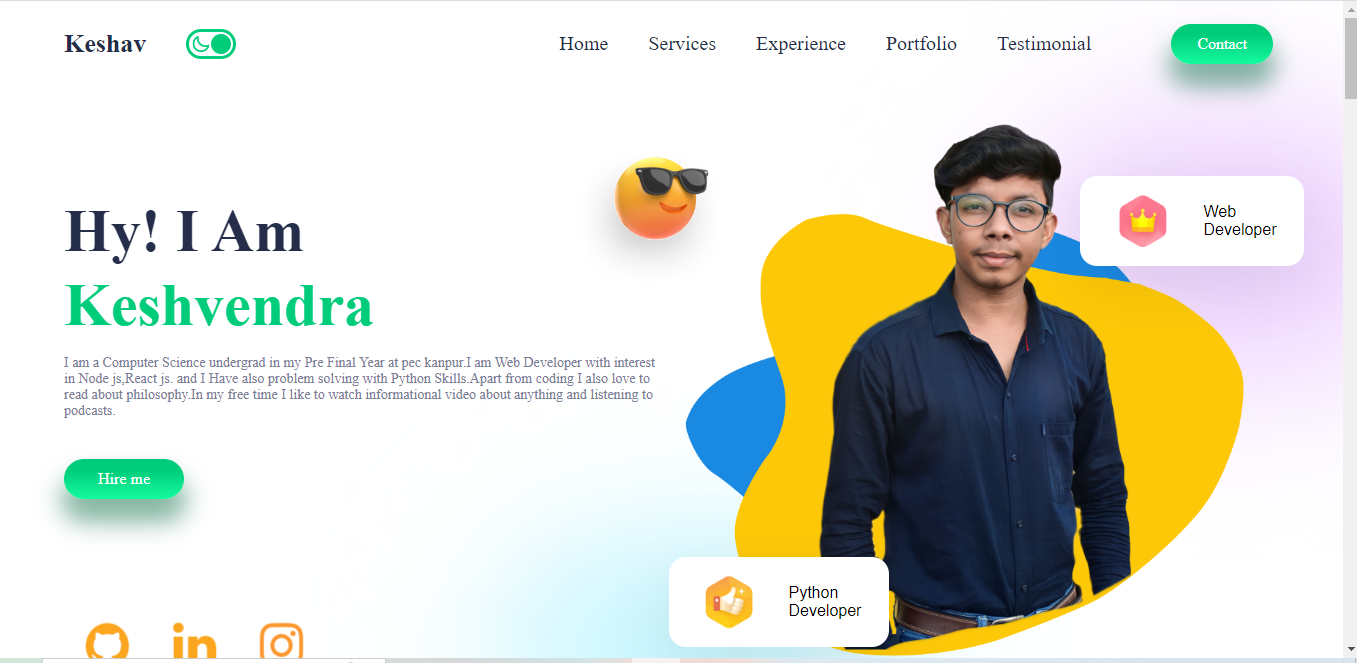 Keshav
Home Services Experience Portfolio Testimonial Contact
Hy! I Am
Keshvendra
I am a Computer Science undergrad in my Pre Final Year at pec kanpur.I am Web Developer with interest
in Node js,React js. and I Have also problem solving with Python Skills.Apart from coding I also love to
read about philosophy.In my free time I like to watch informational video about anything and listening to
podcasts.
Hire me
Web
Developer
Python
Developer
in